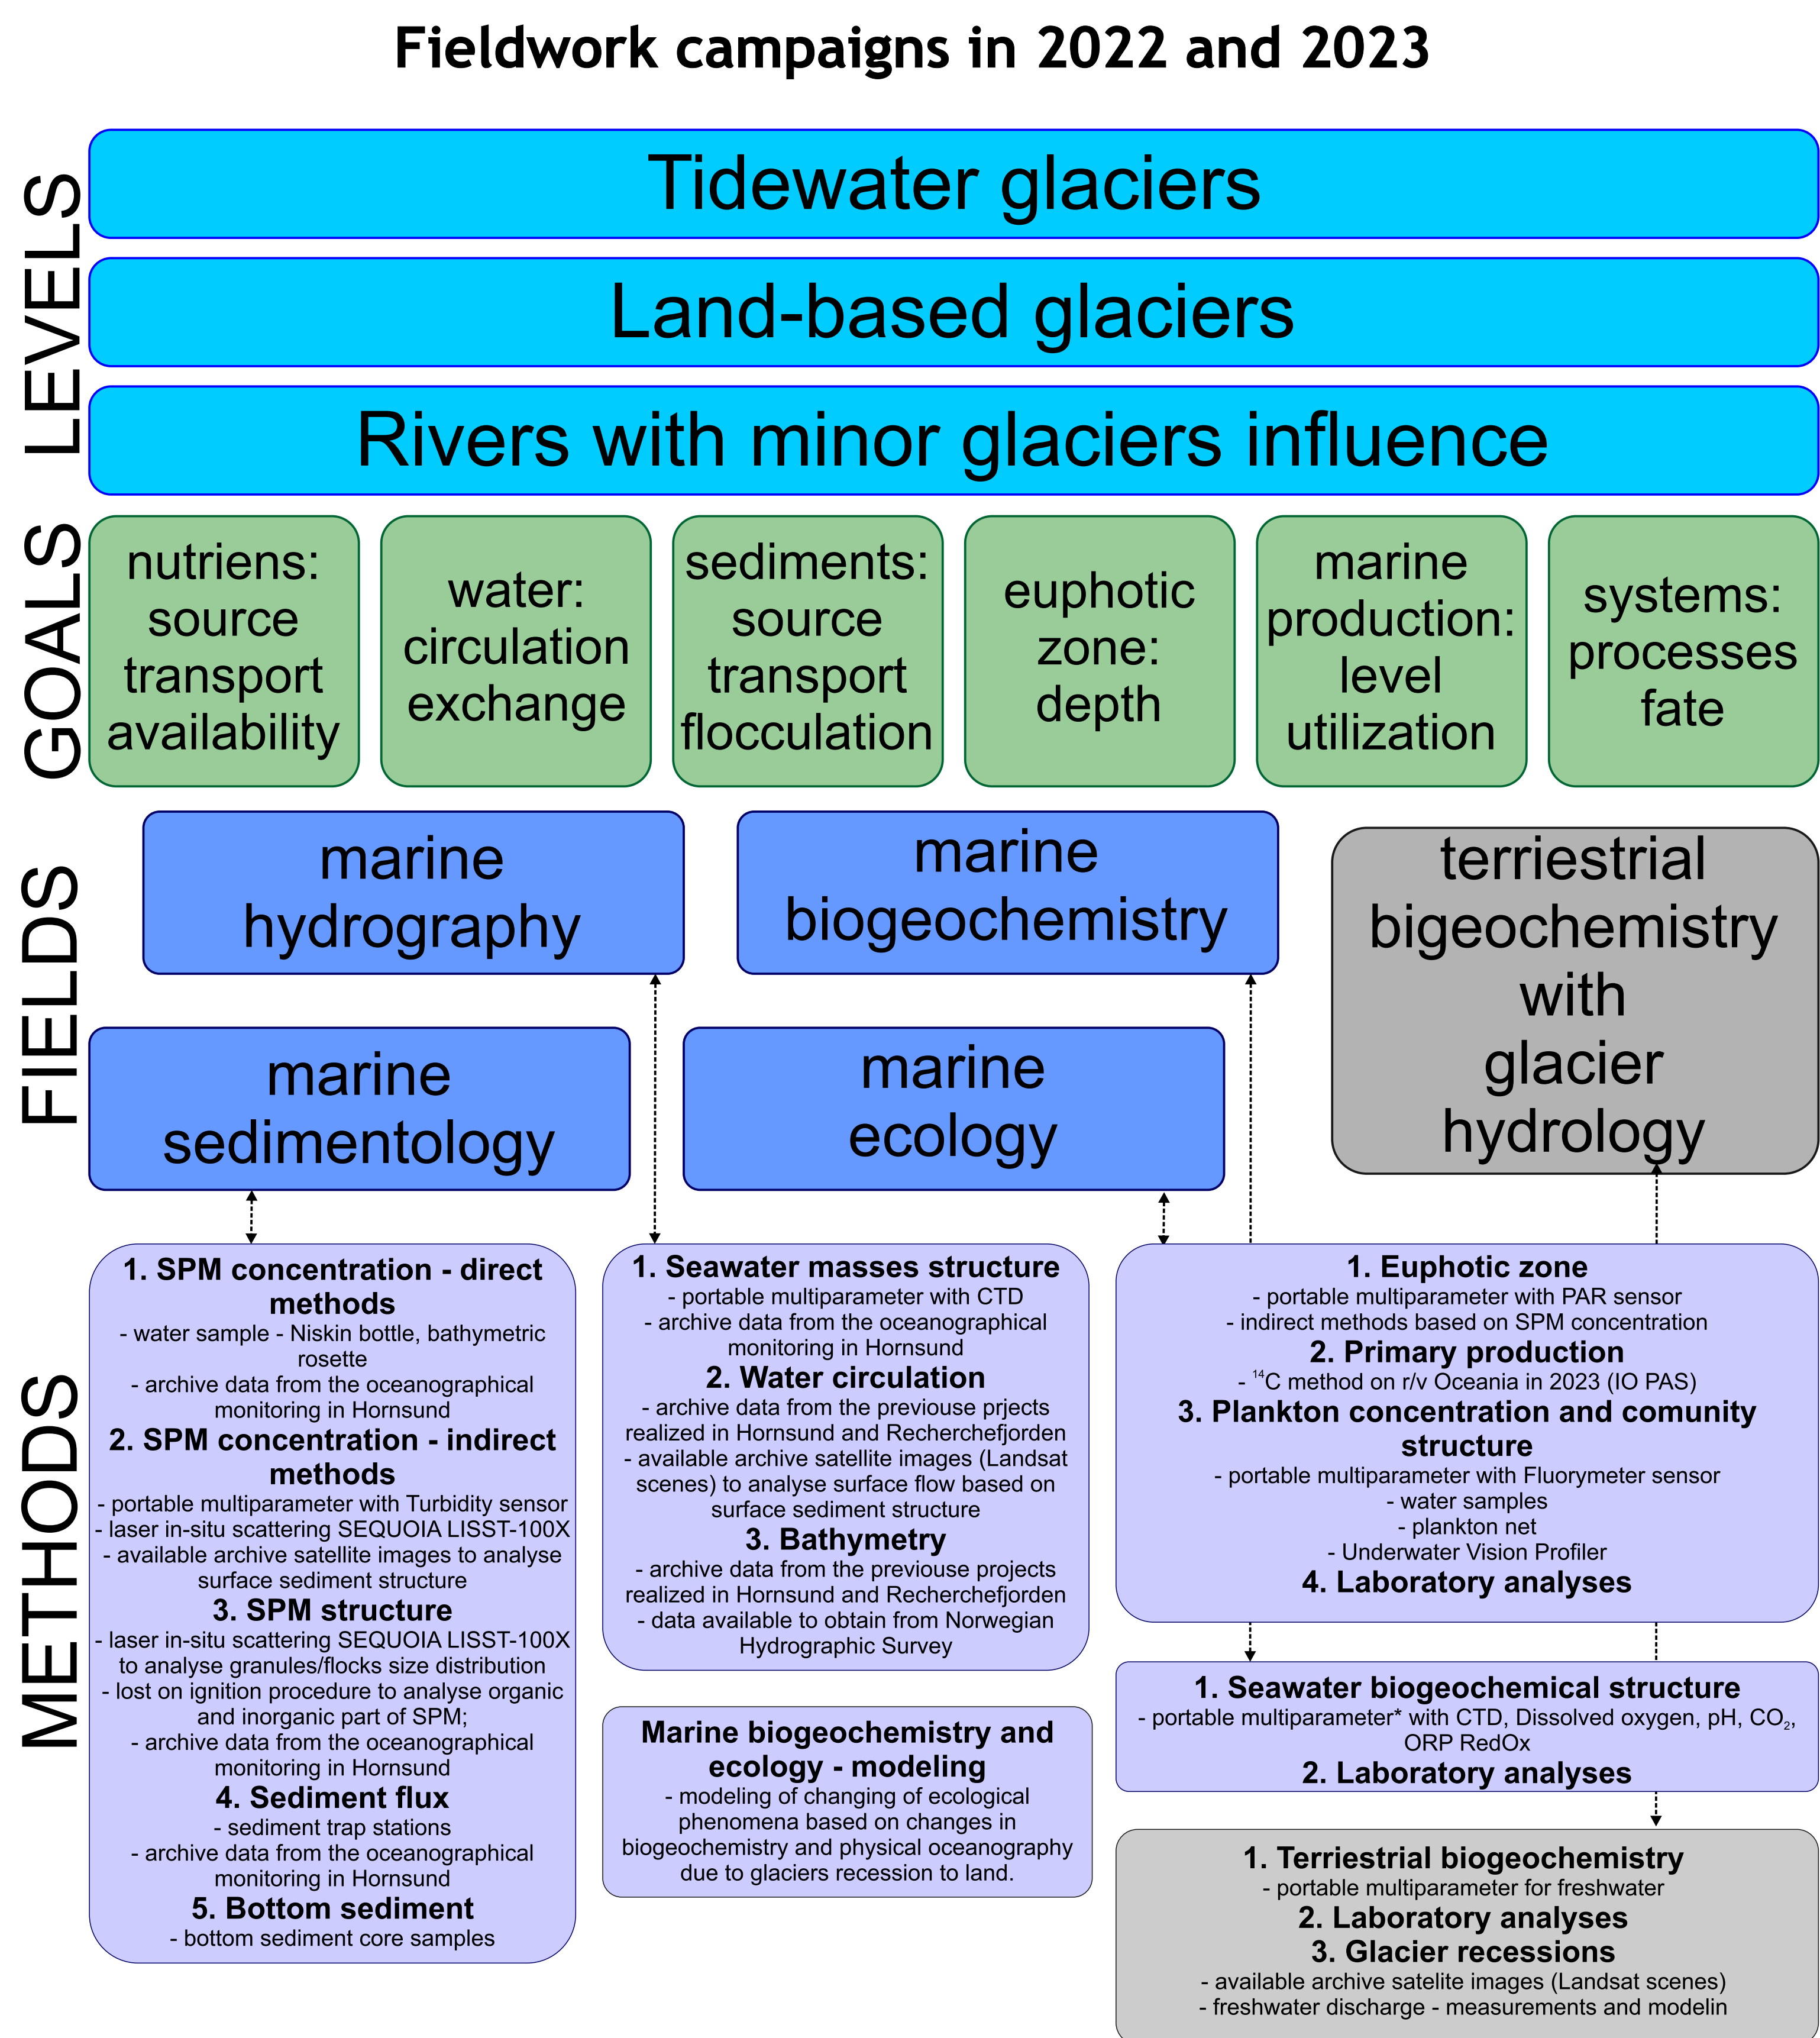 Fieldwork campaigns in 2022 and 2023
LEVELS
Tidewater glaciers
Land-based glaciers
Rivers with minor glaciers influence
GOALS
nutriens:
source
transport
availability
water:
circulation
exchange
sediments:
source
transport
flocculation
euphotic
zone:
depth
marine
production:
level
utilization
systems:
processes
fate
FIELDS
marine
hydrography
marine
biogeochemistry
terriestrial
bigeochemistry
with
glacier
hydrology
marine
sedimentology
marine
ecology
METHODS
1. SPM concentration - direct
methods
- water sample - Niskin bottle, bathymetric
rosette
- archive data from the oceanographical
monitoring in Hornsund
2. SPM concentration - indirect
methods
- portable multiparameter with Turbidity sensor
- laser in-situ scattering SEQUOIA LISST-100X
- available archive satellite images to analyse
surface sediment structure
3. SPM structure
- laser in-situ scattering SEQUOIA LISST-100X
to analyse granules/flocks size distribution
- lost on ignition procedure to analyse organic
and inorganic part of SPM;
- archive data from the oceanographical
monitoring in Hornsund
4. Sediment flux
- sediment trap stations
- archive data from the oceanographical
monitoring in Hornsund
5. Bottom sediment
- bottom sediment core samples
1. Seawater masses structure
- portable multiparameter with CTD
- archive data from the oceanographical
monitoring in Hornsund
2. Water circulation
- archive data from the previouse prjects
realized in Hornsund and Recherchefjorden
- available archive satellite images (Landsat
scenes) to analyse surface flow based on
surface sediment structure
3. Bathymetry
- archive data from the previouse projects
realized in Hornsund and Recherchefjorden
- data available to obtain from Norwegian
Hydrographic Survey
Marine biogeochemistry and
ecology - modeling
- modeling of changing of ecological
phenomena based on changes in
biogeochemistry and physical oceanography
due to glaciers recession to land.
1. Euphotic zone
- portable multiparameter with PAR sensor
- indirect methods based on SPM concentration
2. Primary production
- ¹⁴C method on r/v Oceania in 2023 (IO PAS)
3. Plankton concentration and comunity
structure
- portable multiparameter with Fluorymeter sensor
- water samples
- plankton net
- Underwater Vision Profiler
4. Laboratory analyses
1. Seawater biogeochemical structure
- portable multiparameter* with CTD, Dissolved oxygen, pH, CO₂,
ORP RedOx
2. Laboratory analyses
1. Terriestrial biogeochemistry
- portable multiparameter for freshwater
2. Laboratory analyses
3. Glacier recessions
- available archive satelite images (Landsat scenes)
- freshwater discharge - measurements and modelin